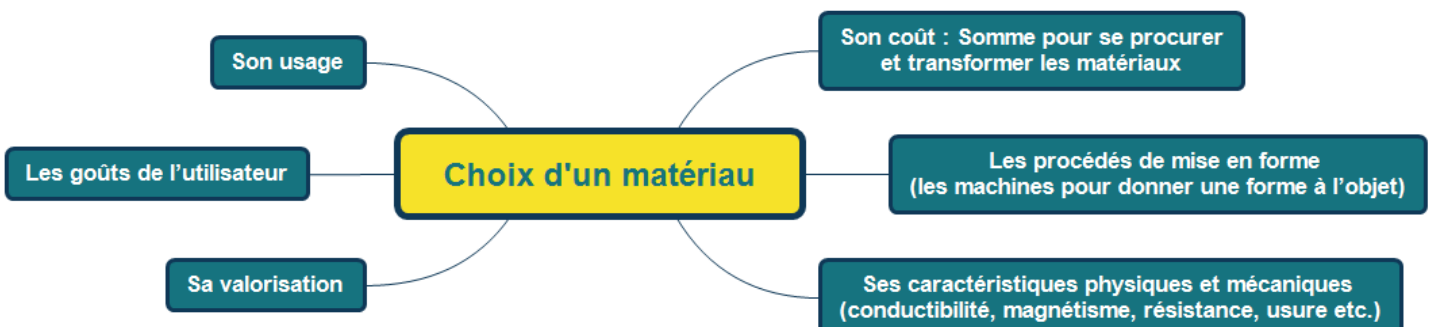 Son usage
Les goûts de l’utilisateur
Sa valorisation
Choix d'un matériau
Son coût : Somme pour se procurer
et transformer les matériaux
Les procédés de mise en forme
(les machines pour donner une forme à l’objet)
Ses caractéristiques physiques et mécaniques
(conductibilité, magnétisme, résistance, usure etc.)